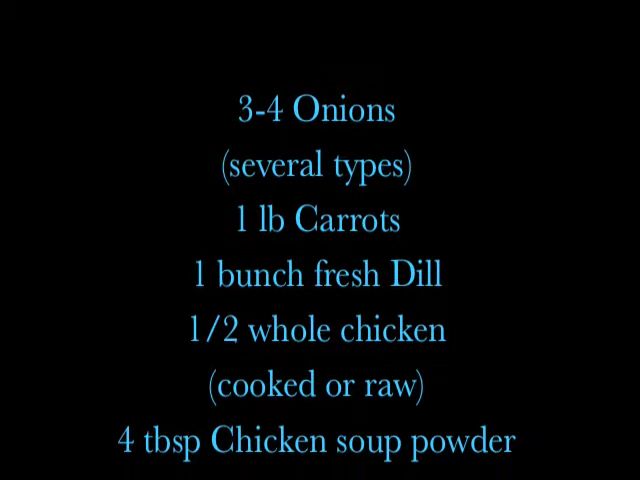 3-4 Onions
(several types)
1 lb Carrots
1 bunch fresh Dill
1/2 whole chicken
(cooked or raw)
4 tbsp Chicken soup powder